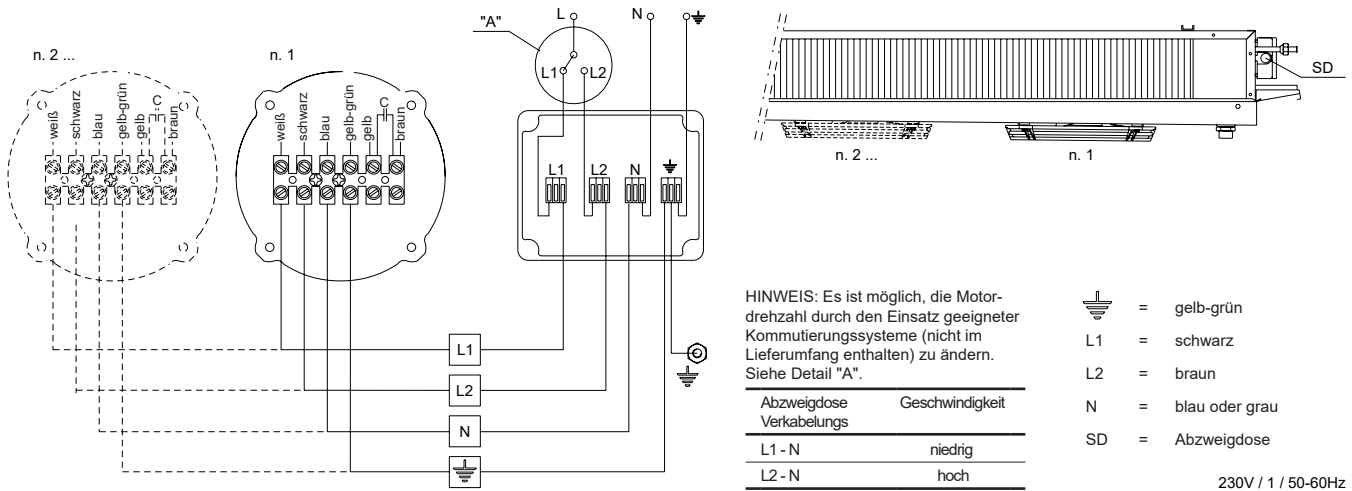 "A"
L
N
n. 2 ...
n. 1
L1
L2
weiß
schwarz
blau
gelb-grün
gelb
C
braun
weiß
schwarz
blau
gelb-grün
gelb
C
braun
L1
L2
N
L1
L2
N
SD
n. 2 ...
n. 1
HINWEIS: Es ist möglich, die Motor-
drehzahl durch den Einsatz geeigneter
Kommutierungssysteme (nicht im
Lieferumfang enthalten) zu ändern.
Siehe Detail "A".
Abzweigdose Geschwindigkeit
Verkabelungs
L1 - N niedrig
L2 - N hoch
= gelb-grün
L1 = schwarz
L2 = braun
N = blau oder grau
SD = Abzweigdose
230V / 1 / 50-60Hz